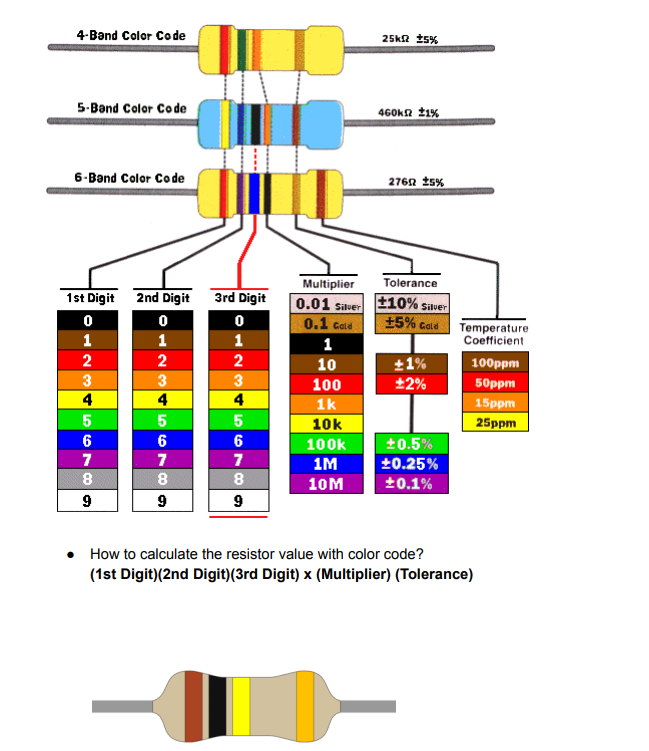 4-Band Color Code
25kΩ ±5%
5-Band Color Code
460kΩ ±1%
6-Band Color Code
276Ω ±5%
Multiplier Tolerance
1st Digit 2nd Digit 3rd Digit
0.01 Silver ±10% Silver
0 0 0 0.1 Gold ±5% Gold Temperature
Coefficient
1 1 1 1
2 2 2 10 ±1% 100ppm
3 3 3 100 ±2% 50ppm
4 4 4 1k 15ppm
5 5 5 10k 25ppm
6 6 6 100k ±0.5%
7 7 7 1M ±0.25%
8 8 8 10M ±0.1%
9 9 9
● How to calculate the resistor value with color code?
(1st Digit)(2nd Digit)(3rd Digit) x (Multiplier) (Tolerance)